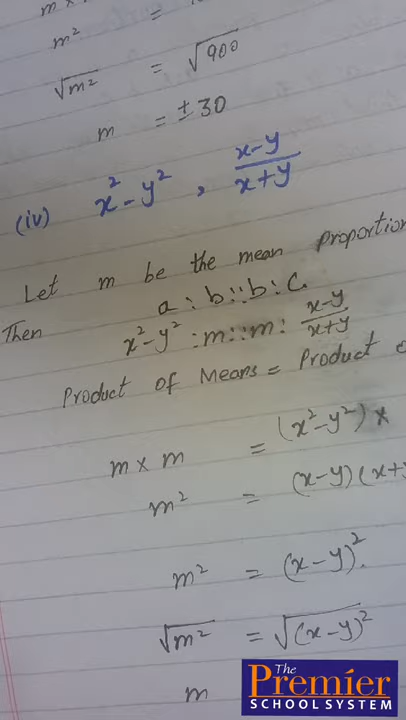 m²
√m² = √900
m = ±30
(iv) x² - y² , x-y/x+y
Let m be the mean proportion
Then a : b :: b : c
x² - y² : m :: m : x-y/x+y
Product of Means = Product
m × m = (x² - y²) ×
m² = (x-y)(x+y
m² = (x-y)².
√m² = √(x-y)²
m
The Premier
SCHOOL SYSTEM